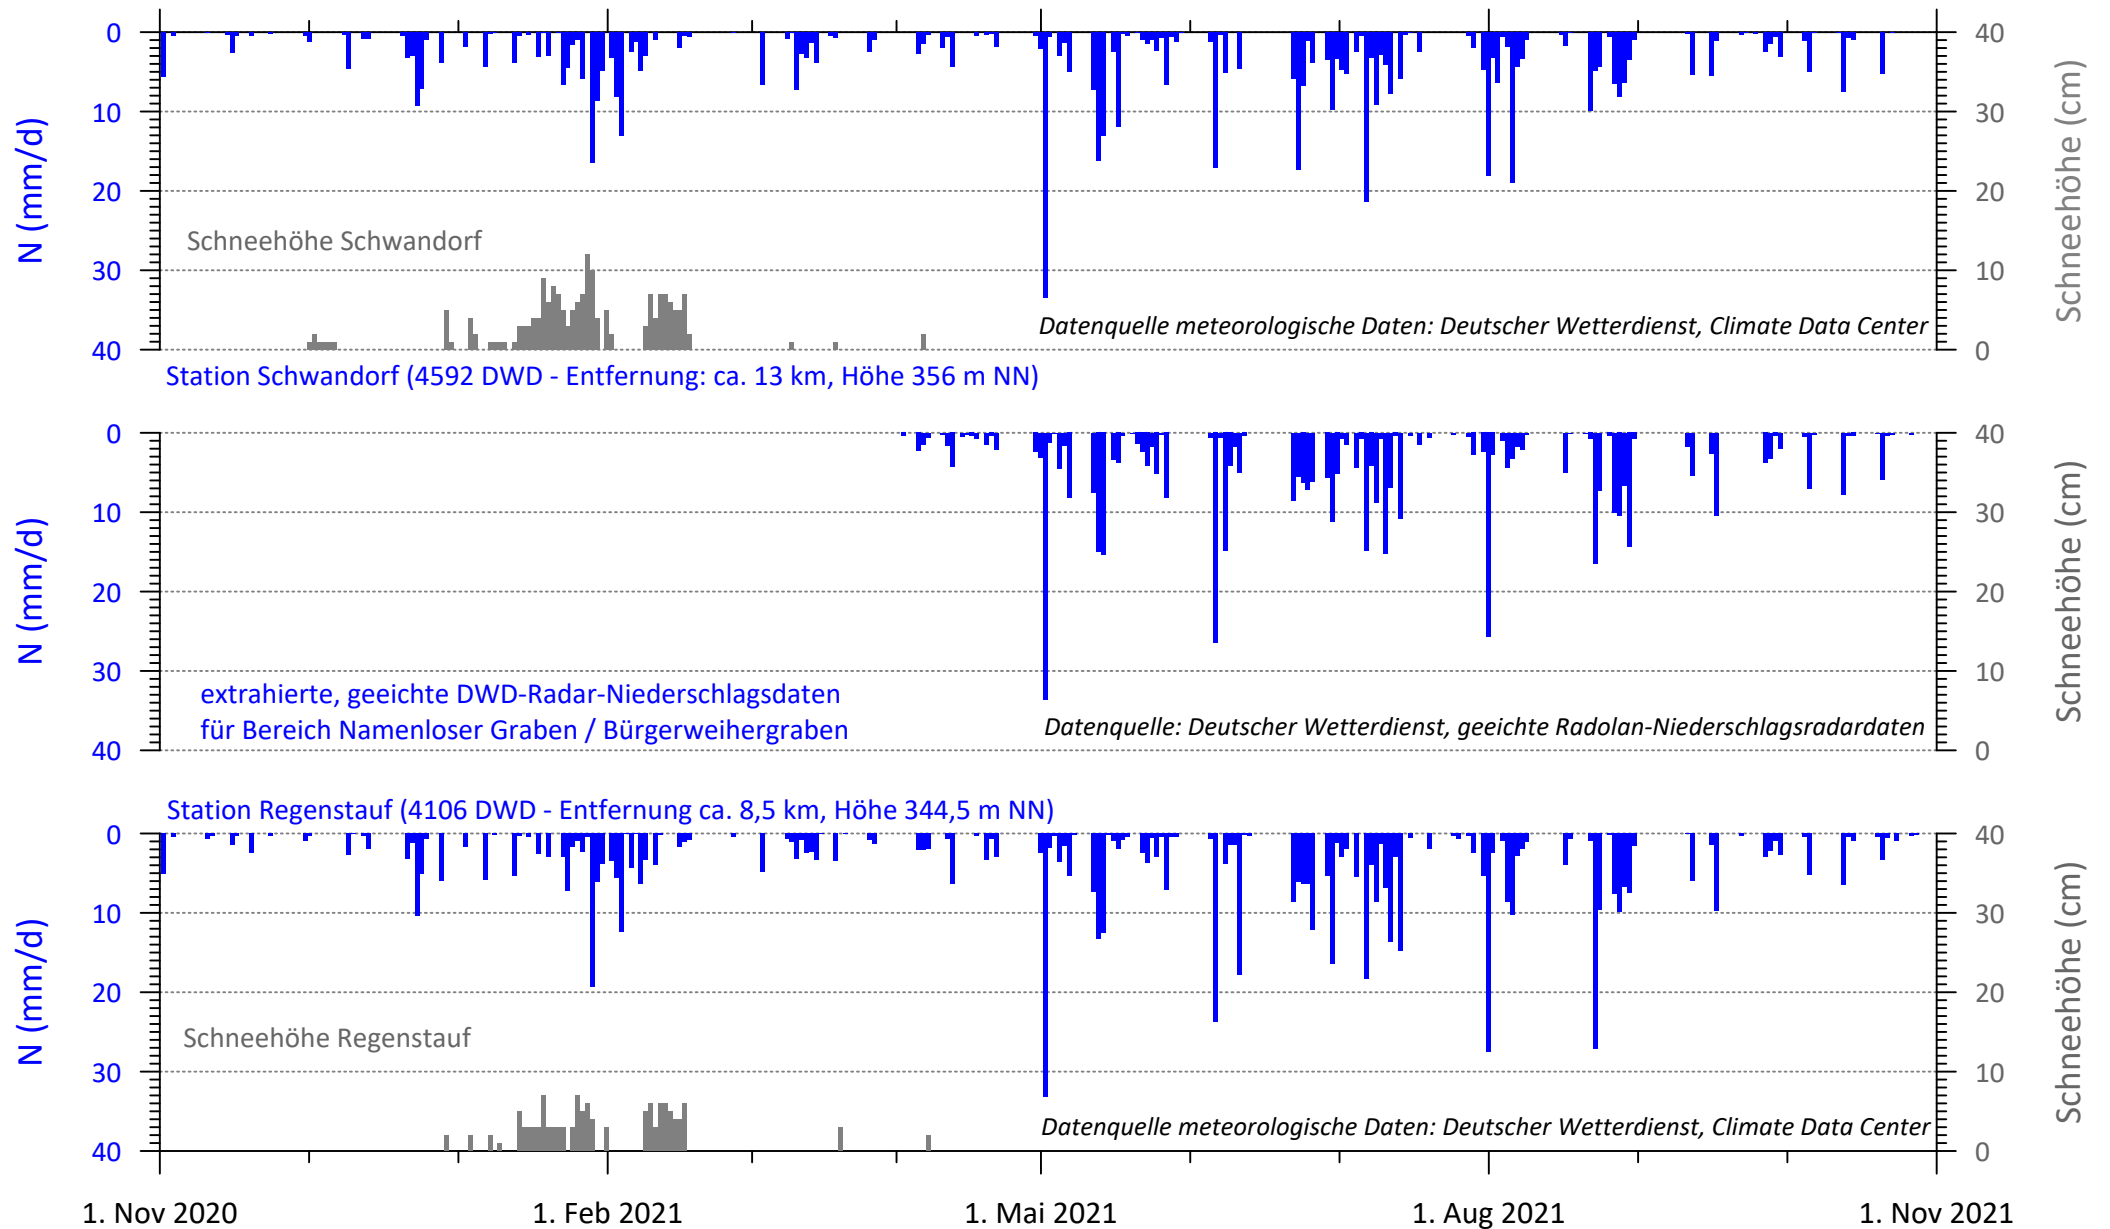 0
10
20
30
40
N (mm/d)
40
30
20
10
0
Schneehöhe (cm)
Schneehöhe Schwandorf
Datenquelle meteorologische Daten: Deutscher Wetterdienst, Climate Data Center
Station Schwandorf (4592 DWD - Entfernung: ca. 13 km, Höhe 356 m NN)
0
10
20
30
40
N (mm/d)
40
30
20
10
0
Schneehöhe (cm)
extrahierte, geeichte DWD-Radar-Niederschlagsdaten
für Bereich Namenloser Graben / Bürgerweihergraben
Datenquelle: Deutscher Wetterdienst, geeichte Radolan-Niederschlagsradardaten
Station Regenstauf (4106 DWD - Entfernung ca. 8,5 km, Höhe 344,5 m NN)
0
10
20
30
40
N (mm/d)
40
30
20
10
0
Schneehöhe (cm)
Schneehöhe Regenstauf
Datenquelle meteorologische Daten: Deutscher Wetterdienst, Climate Data Center
1. Nov 2020
1. Feb 2021
1. Mai 2021
1. Aug 2021
1. Nov 2021